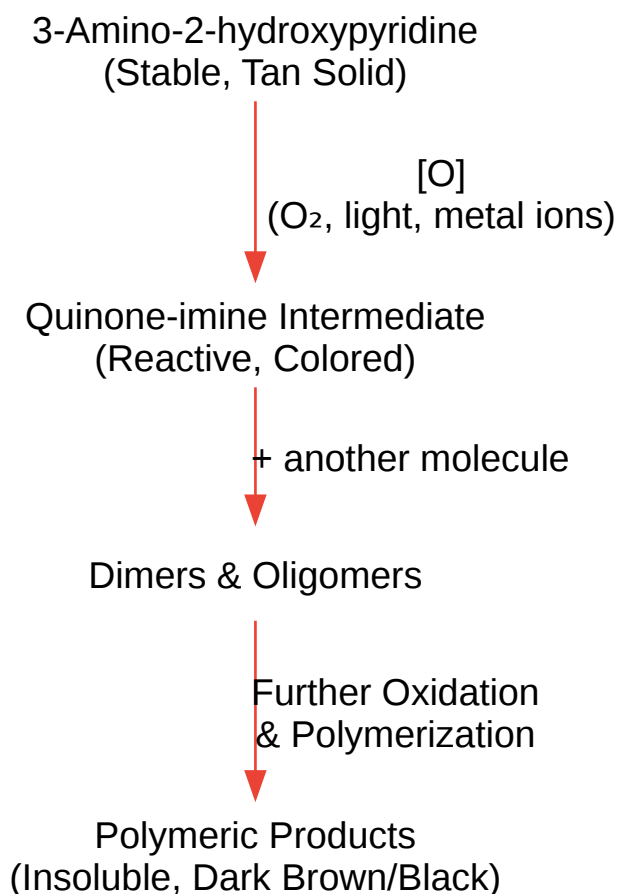 3-Amino-2-hydroxypyridine
(Stable, Tan Solid)
[O]
(O₂, light, metal ions)
Quinone-imine Intermediate
(Reactive, Colored)
+ another molecule
Dimers & Oligomers
Further Oxidation
& Polymerization
Polymeric Products
(Insoluble, Dark Brown/Black)